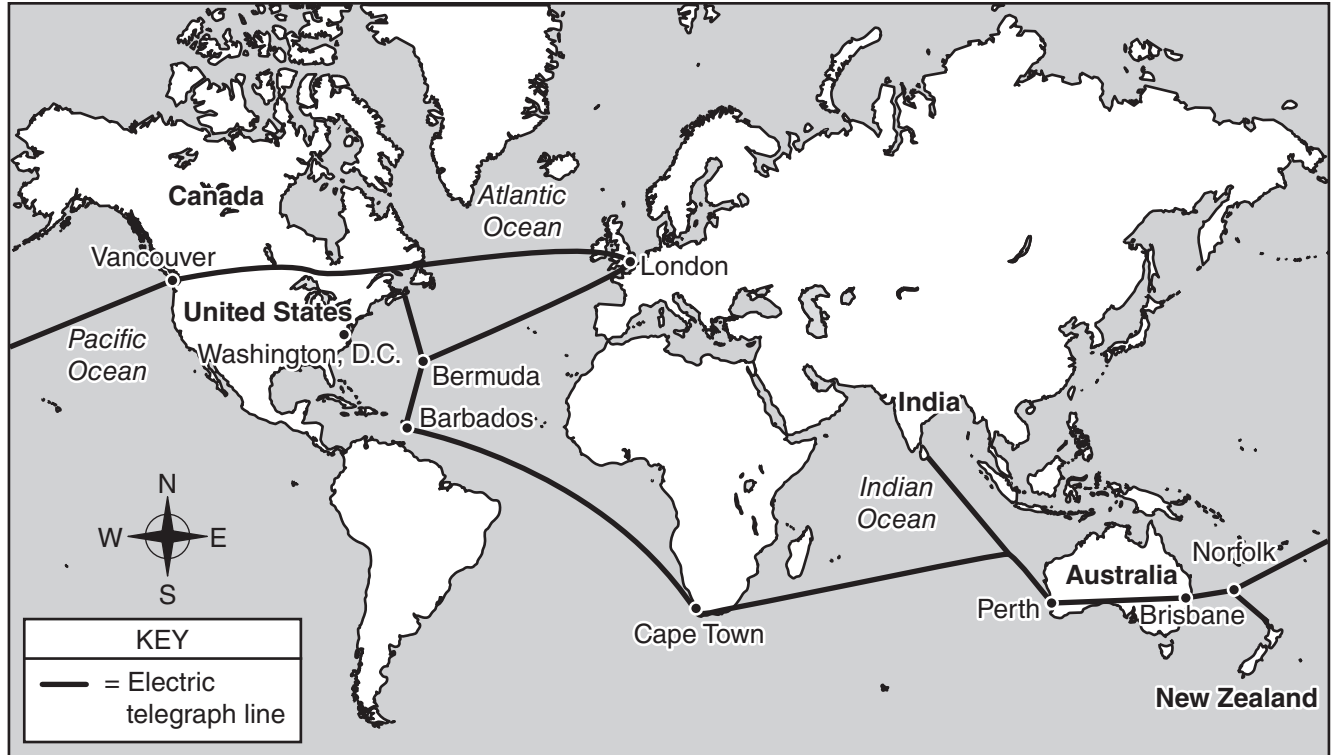 Atlantic
Ocean
Canada
Vancouver
London
United States
Pacific
Ocean
Washington, D.C.
Bermuda
India
Barbados
Indian
Ocean
N
W
E
S
Norfolk
Australia
Perth
Brisbane
Cape Town
New Zealand
KEY
= Electric
telegraph line